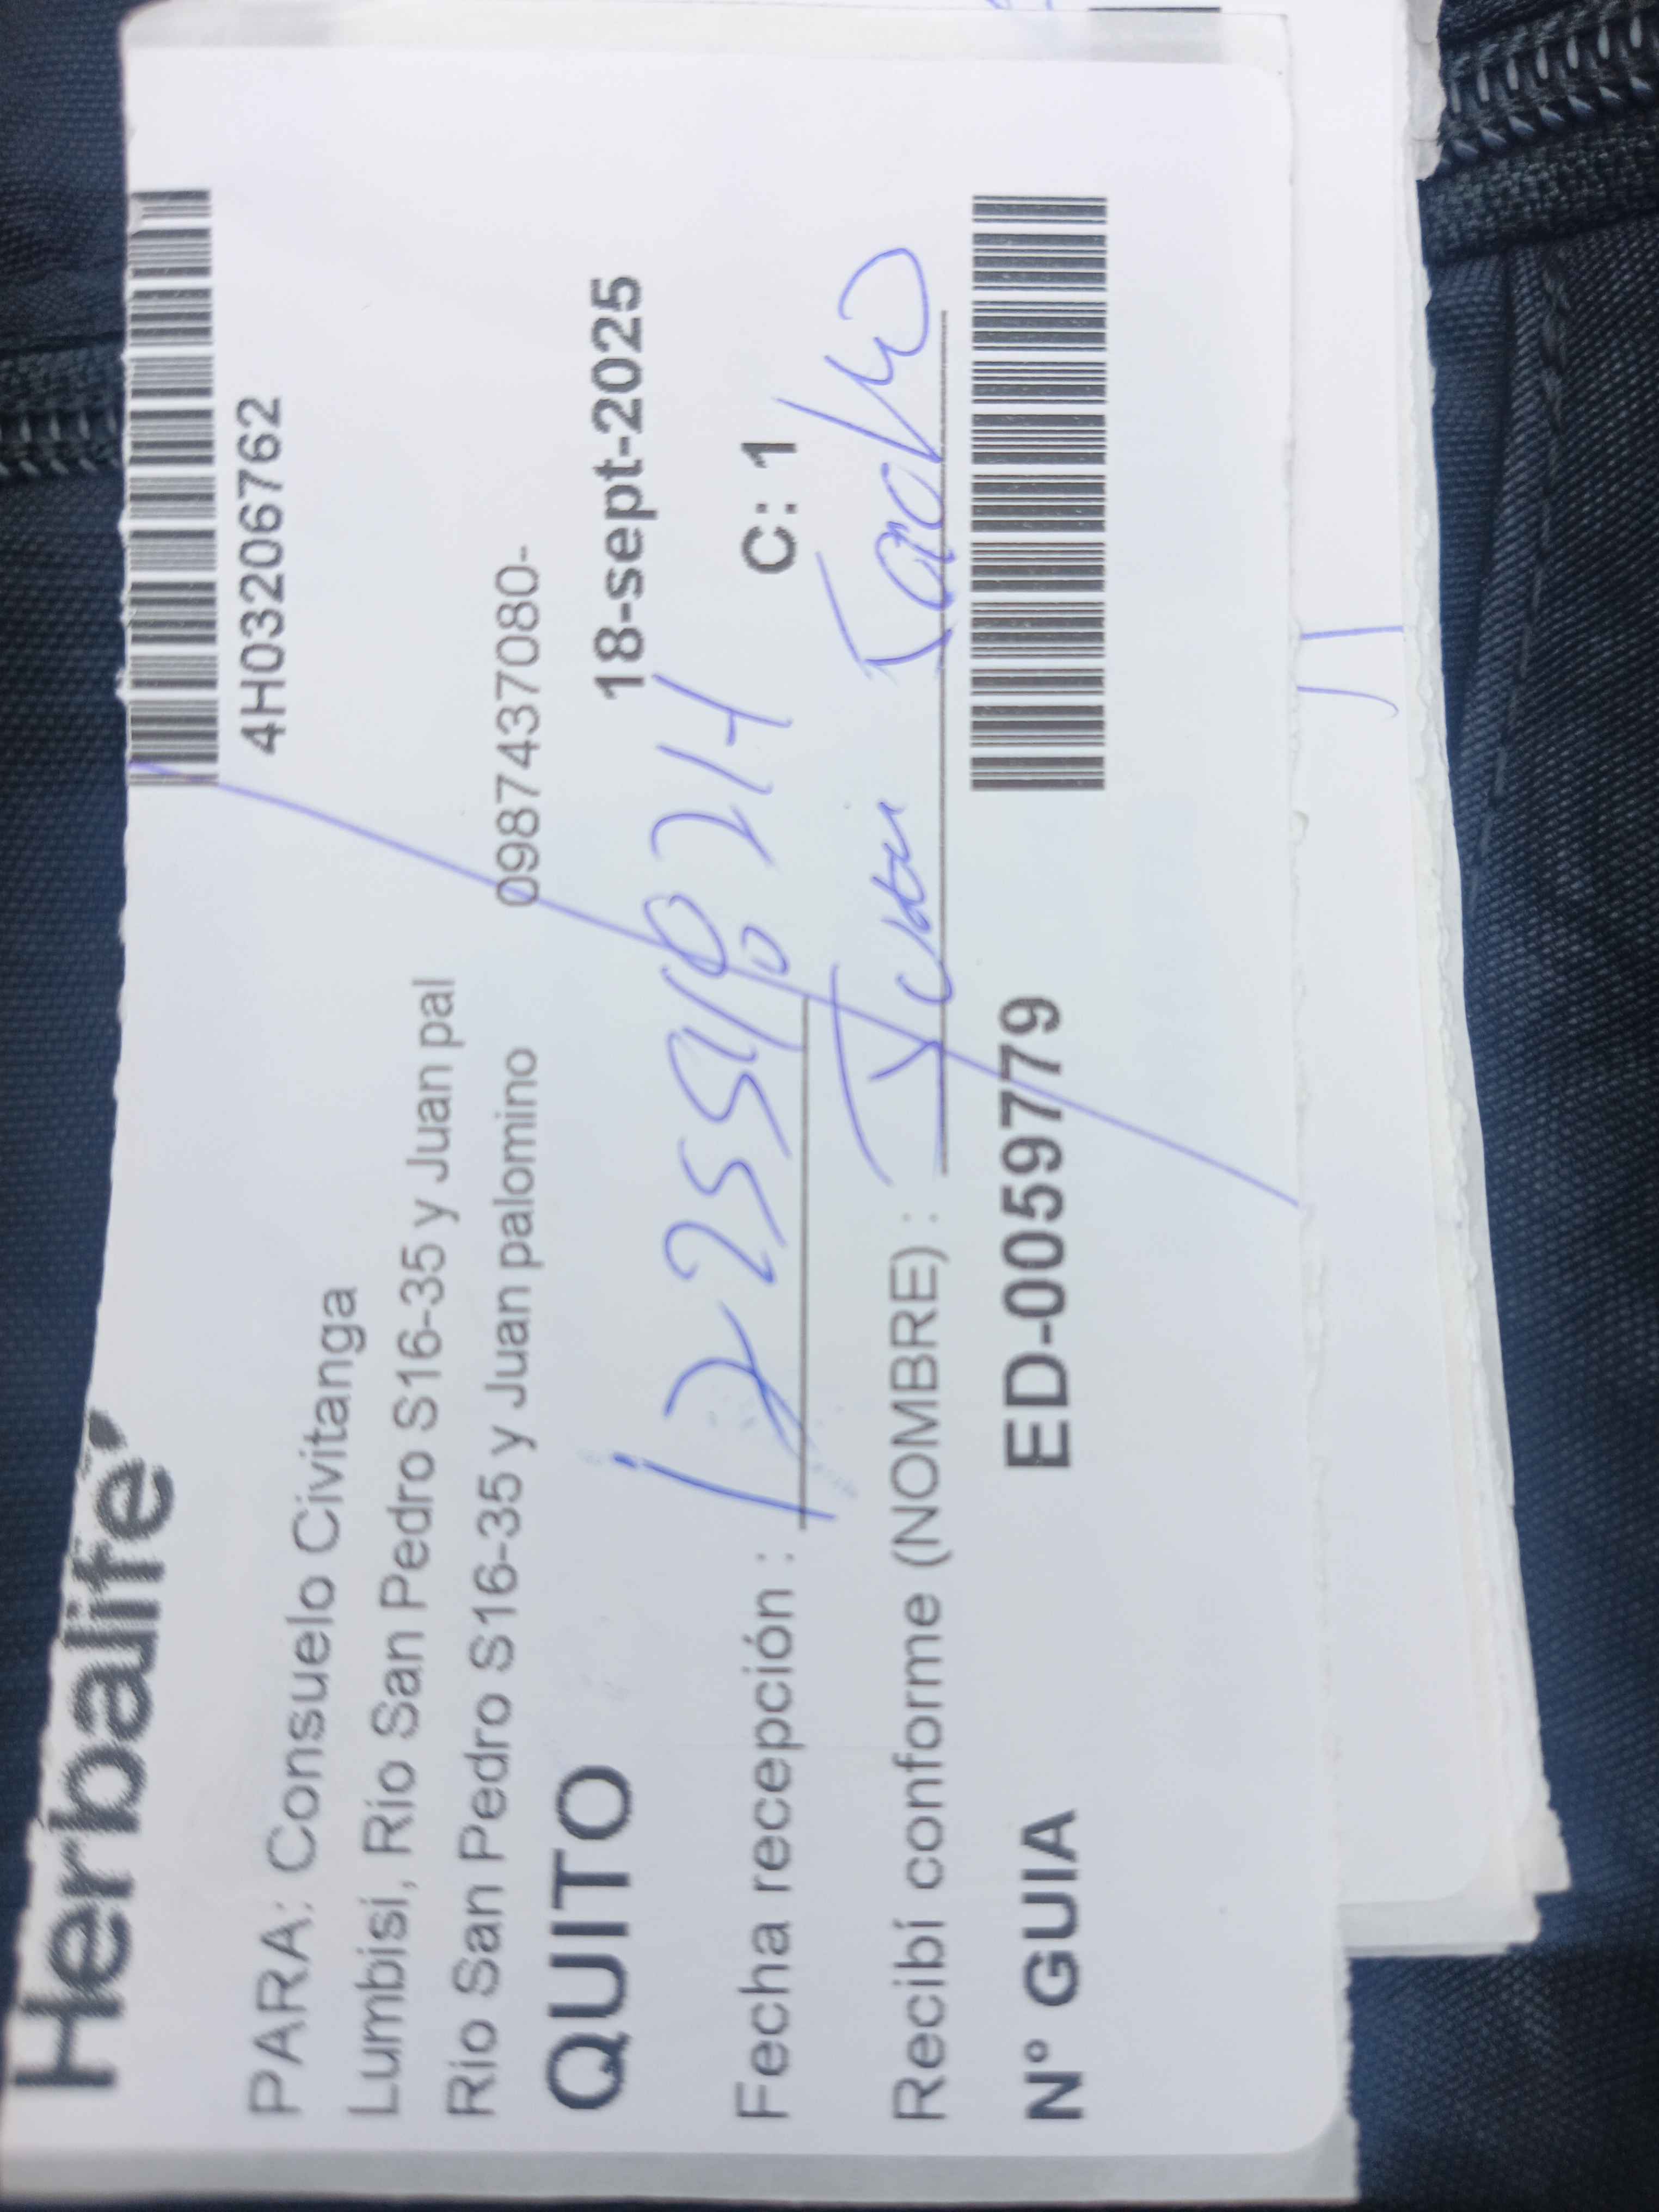 Herbalife
4H03206762
PARA: Consuelo Civitanga
Lumbisi, Río San Pedro S16-35 y Juan pal
Río San Pedro S16-35 y Juan palomino 0987437080-
QUITO 18-sept-2025
Fecha recepción : C: 1
Recibí conforme (NOMBRE) :
N° GUIA ED-0059779